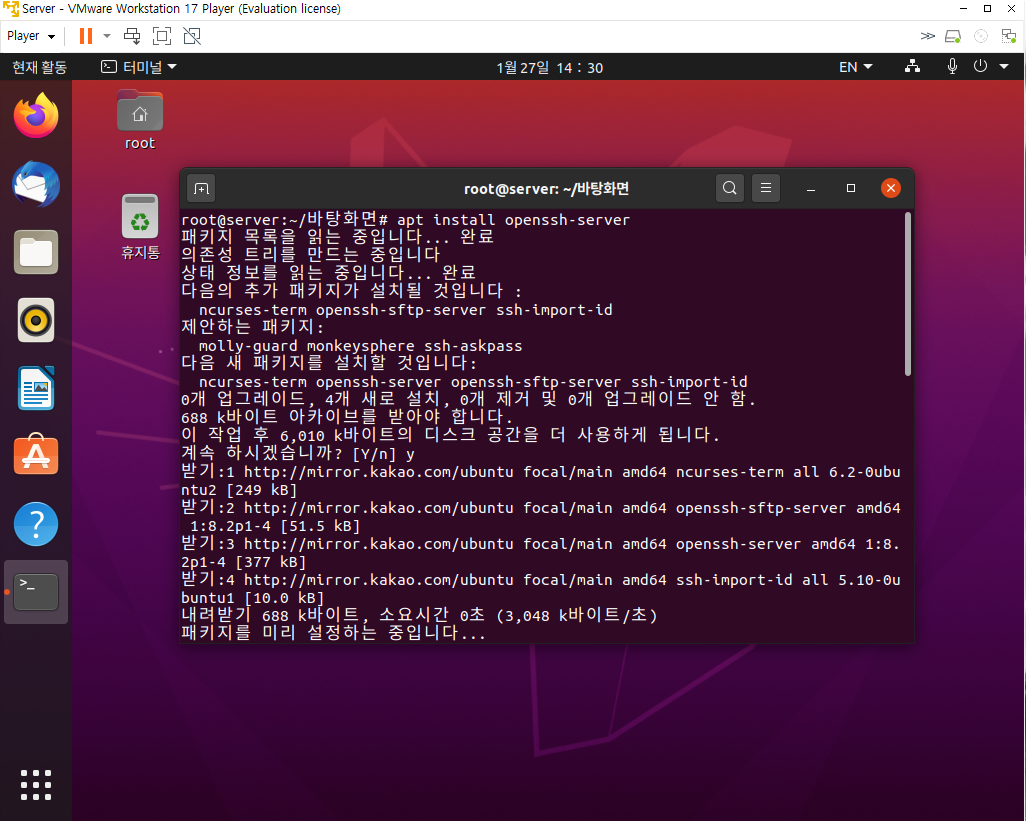 Server - VMware Workstation 17 Player (Evaluation license)
Player
현재 활동
터미널
1월 27일 14 : 30
EN
root
휴지통
root@server: ~/바탕화면
root@server:~/바탕화면# apt install openssh-server
패키지 목록을 읽는 중입니다... 완료
의존성 트리를 만드는 중입니다
상태 정보를 읽는 중입니다... 완료
다음의 추가 패키지가 설치될 것입니다 :
  ncurses-term openssh-sftp-server ssh-import-id
제안하는 패키지:
  molly-guard monkeysphere ssh-askpass
다음 새 패키지를 설치할 것입니다:
  ncurses-term openssh-server openssh-sftp-server ssh-import-id
0개 업그레이드, 4개 새로 설치, 0개 제거 및 0개 업그레이드 안 함.
688 k바이트 아카이브를 받아야 합니다.
이 작업 후 6,010 k바이트의 디스크 공간을 더 사용하게 됩니다.
계속 하시겠습니까? [Y/n] y
받기:1 http://mirror.kakao.com/ubuntu focal/main amd64 ncurses-term all 6.2-0ubu
ntu2 [249 kB]
받기:2 http://mirror.kakao.com/ubuntu focal/main amd64 openssh-sftp-server amd64
 1:8.2p1-4 [51.5 kB]
받기:3 http://mirror.kakao.com/ubuntu focal/main amd64 openssh-server amd64 1:8.
2p1-4 [377 kB]
받기:4 http://mirror.kakao.com/ubuntu focal/main amd64 ssh-import-id all 5.10-0u
buntu1 [10.0 kB]
내려받기 688 k바이트, 소요시간 0초 (3,048 k바이트/초)
패키지를 미리 설정하는 중입니다...